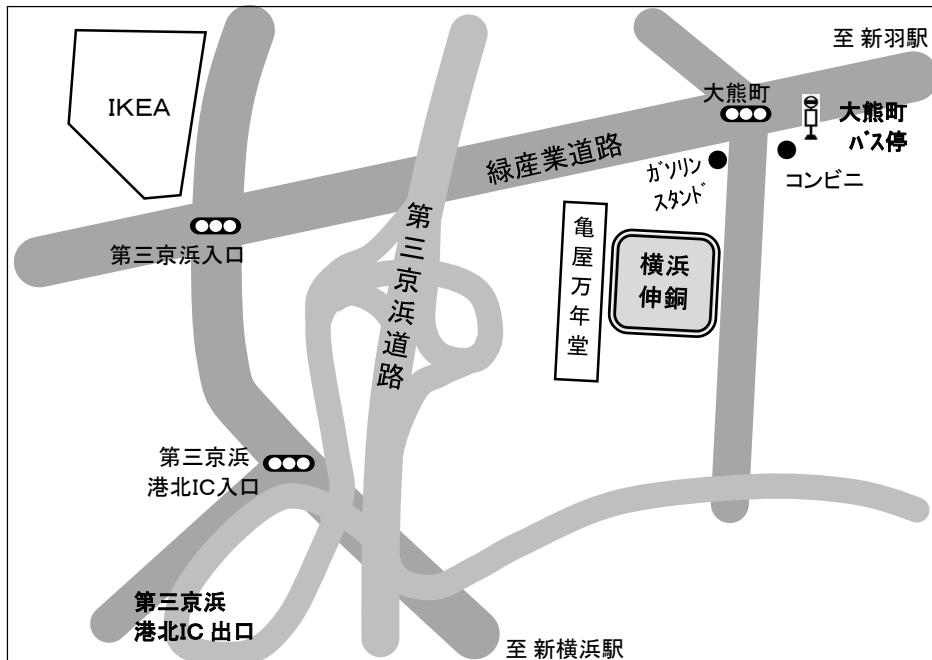 至 新羽駅
IKEA
大熊町
大熊町
バス停
緑産業道路
ｶﾞｿﾘﾝ
ｽﾀﾝﾄﾞ
コンビニ
第三京浜入口
第三京浜道路
亀屋万年堂
横浜
伸銅
第三京浜
港北IC入口
第三京浜
港北IC 出口
至 新横浜駅